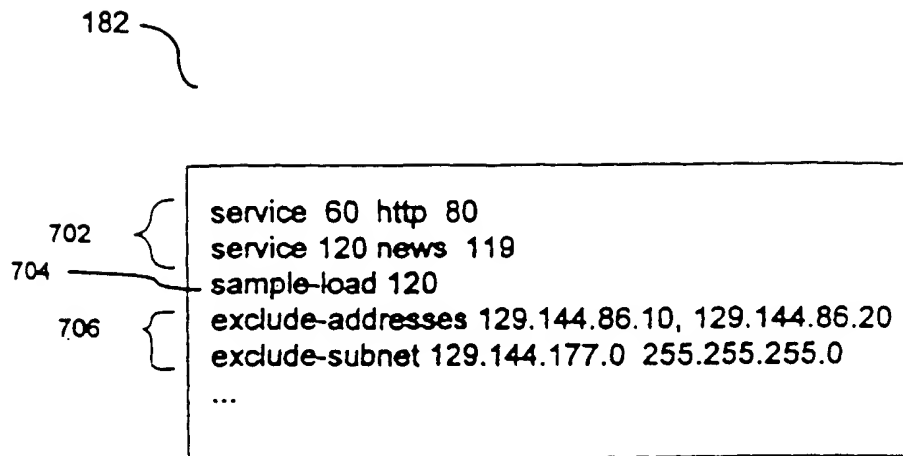 182
702
704
706
service 60 http 80
service 120 news 119
sample-load 120
exclude-addresses 129.144.86.10, 129.144.86.20
exclude-subnet 129.144.177.0 255.255.255.0
...